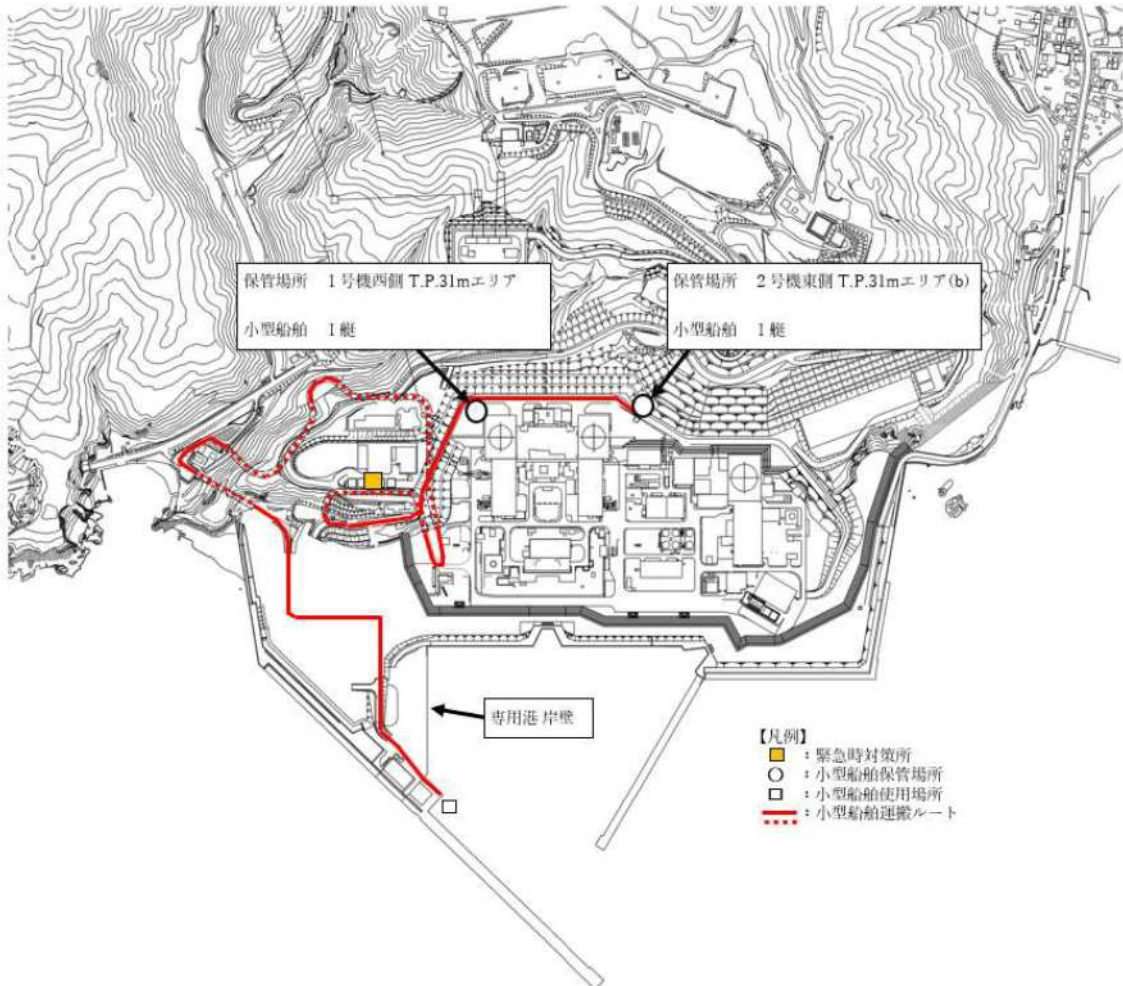 保管場所　1号機西側 T.P.31mエリア
小型船舶　1艇
保管場所　2号機東側 T.P.31mエリア(b)
小型船舶　1艇
専用港 岸壁
【凡例】
：緊急時対策所
：小型船舶保管場所
：小型船舶使用場所
：小型船舶運搬ルート